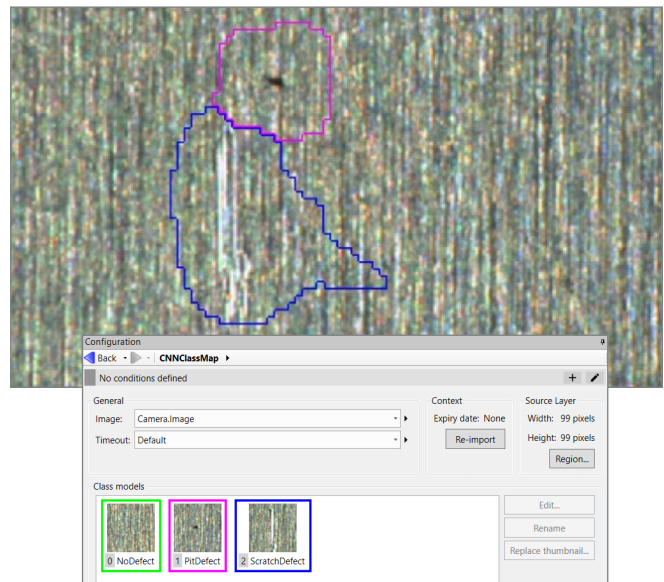 Configuration
Back CNNClassMap
No conditions defined
General Context Source Layer
Image: Camera.Image Expiry date: None Width: 99 pixels
Timeout: Default Re-import Height: 99 pixels
Region...
Class models
Edit...
Rename
Replace thumbnail...
0 NoDefect 1 PitDefect 2 ScratchDefect